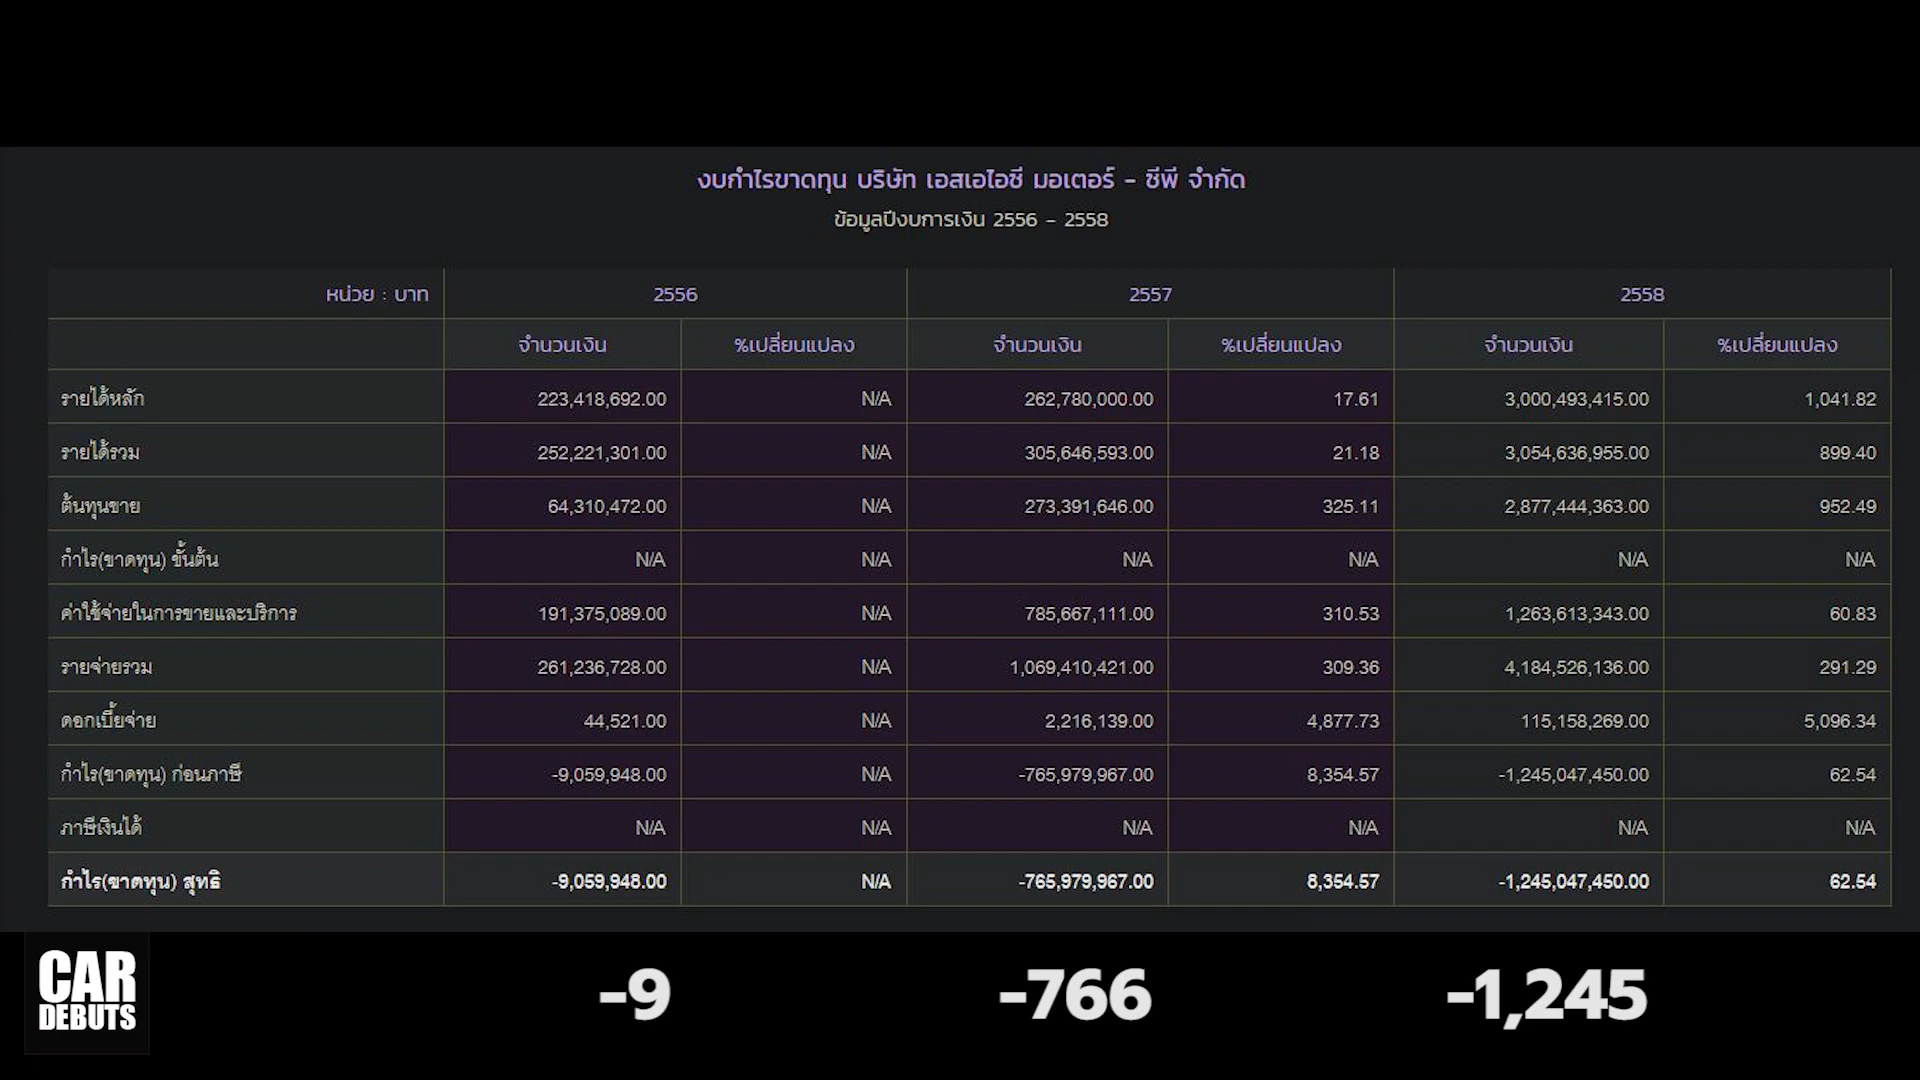 งบกำไรขาดทุน บริษัท เอสเอไอซี มอเตอร์ - ซีพี จำกัด
ข้อมูลปีงบการเงิน 2556 - 2558
หน่วย : บาท 2556 2557 2558
จำนวนเงิน %เปลี่ยนแปลง จำนวนเงิน %เปลี่ยนแปลง จำนวนเงิน %เปลี่ยนแปลง
รายได้หลัก 223,418,692.00 N/A 262,780,000.00 17.61 3,000,493,415.00 1,041.82
รายได้รวม 252,221,301.00 N/A 305,646,593.00 21.18 3,054,636,955.00 899.40
ต้นทุนขาย 64,310,472.00 N/A 273,391,646.00 325.11 2,877,444,363.00 952.49
กำไร(ขาดทุน) ขั้นต้น N/A N/A N/A N/A N/A N/A
ค่าใช้จ่ายในการขายและบริการ 191,375,089.00 N/A 785,667,111.00 310.53 1,263,613,343.00 60.83
รายจ่ายรวม 261,236,728.00 N/A 1,069,410,421.00 309.36 4,184,526,136.00 291.29
ดอกเบี้ยจ่าย 44,521.00 N/A 2,216,139.00 4,877.73 115,158,269.00 5,096.34
กำไร(ขาดทุน) ก่อนภาษี -9,059,948.00 N/A -765,979,967.00 8,354.57 -1,245,047,450.00 62.54
ภาษีเงินได้ N/A N/A N/A N/A N/A N/A
กำไร(ขาดทุน) สุทธิ -9,059,948.00 N/A -765,979,967.00 8,354.57 -1,245,047,450.00 62.54
-9 -766 -1,245
CAR
DEBUTS